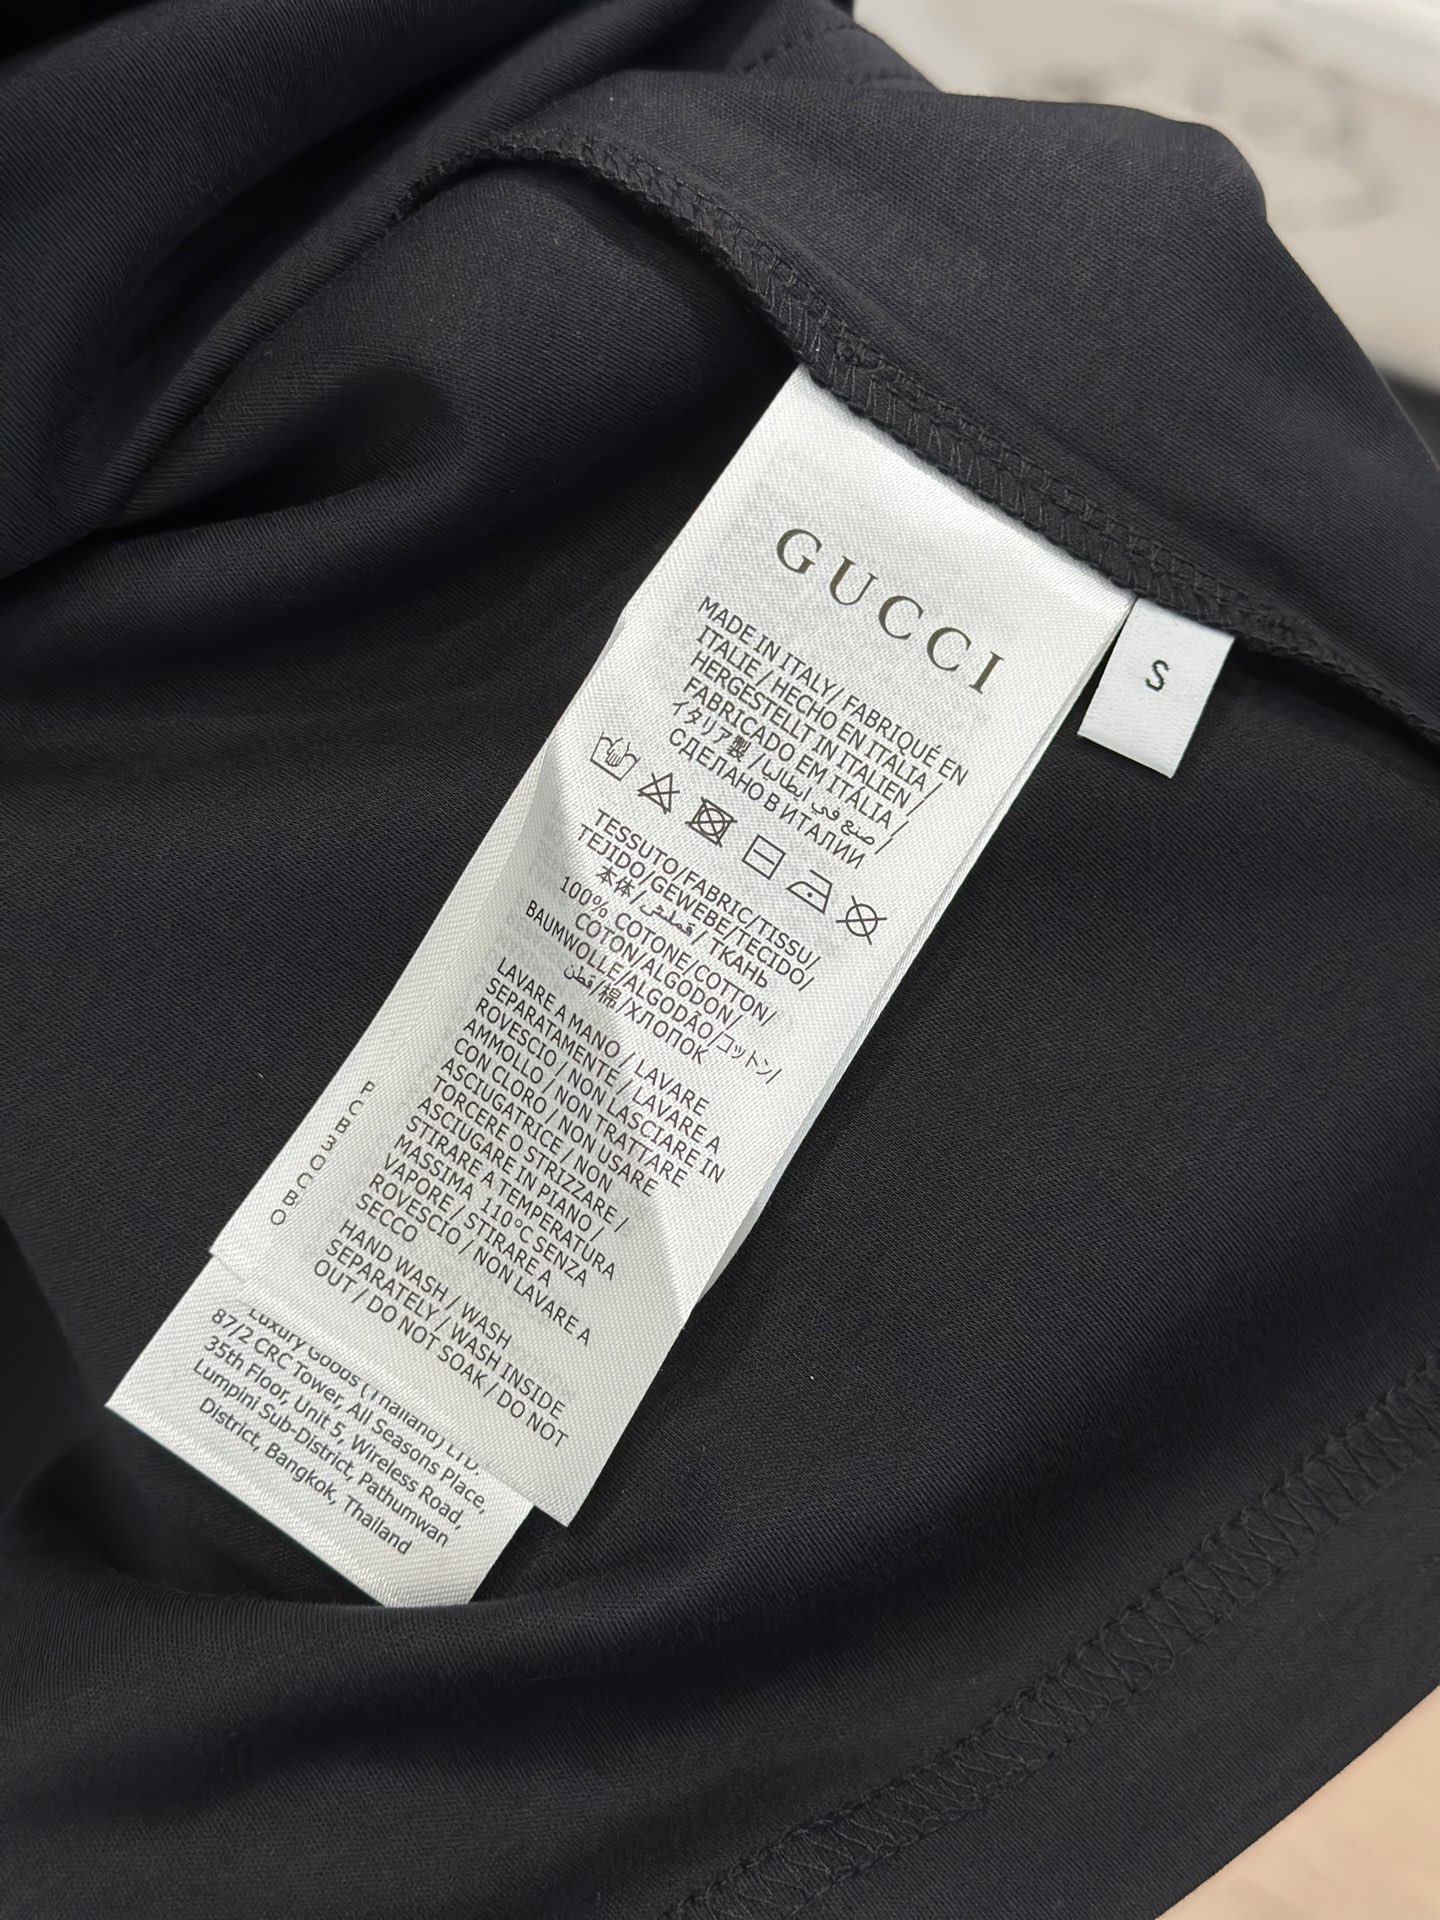 GUCCI
S
MADE IN ITALY / FABRIQUÉ EN
ITALIE / HECHO EN ITALIA /
HERGESTELLT IN ITALIEN /
FABRICADO EM ITÁLIA /
イタリア製 / صنع في ايطاليا /
СДЕЛАНО В ИТАЛИИ
TESSUTO/FABRIC/TISSU/
TEJIDO/GEWEBE/TECIDO/
本体/قماش/ТКАНЬ
100% COTONE/COTTON/
COTON/ALGODON/
BAUMWOLLE/ALGODÃO/コットン/
قطن/棉/ХЛОПОК
LAVARE A MANO / LAVARE
SEPARATAMENTE / LAVARE A
ROVESCIO / NON LASCIARE IN
AMMOLLO / NON TRATTARE
CON CLORO / NON USARE
ASCIUGATRICE / NON
TORCERE O STRIZZARE /
ASCIUGARE IN PIANO /
STIRARE A TEMPERATURA
MASSIMA 110°C SENZA
VAPORE / STIRARE A
ROVESCIO / NON LAVARE A
SECCO
HAND WASH / WASH
SEPARATELY / WASH INSIDE
OUT / DO NOT SOAK / DO NOT
PCB30CBO
Luxury Goods (Thailand) LTD.
87/2 CRC Tower, All Seasons Place,
35th Floor, Unit 5, Wireless Road,
Lumpini Sub-District, Pathumwan
District, Bangkok, Thailand